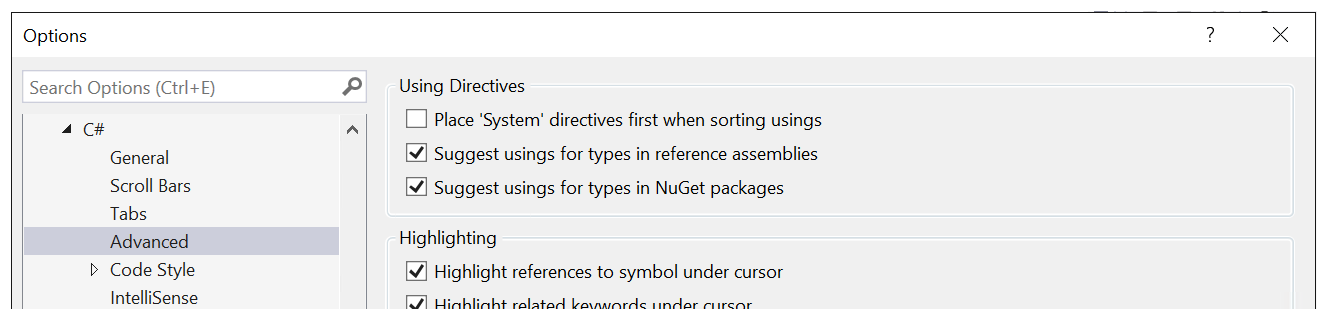 Options
?
Search Options (Ctrl+E)
C#
General
Scroll Bars
Tabs
Advanced
Code Style
IntelliSense
Using Directives
Place 'System' directives first when sorting usings
Suggest usings for types in reference assemblies
Suggest usings for types in NuGet packages
Highlighting
Highlight references to symbol under cursor
Highlight related keywords under cursor